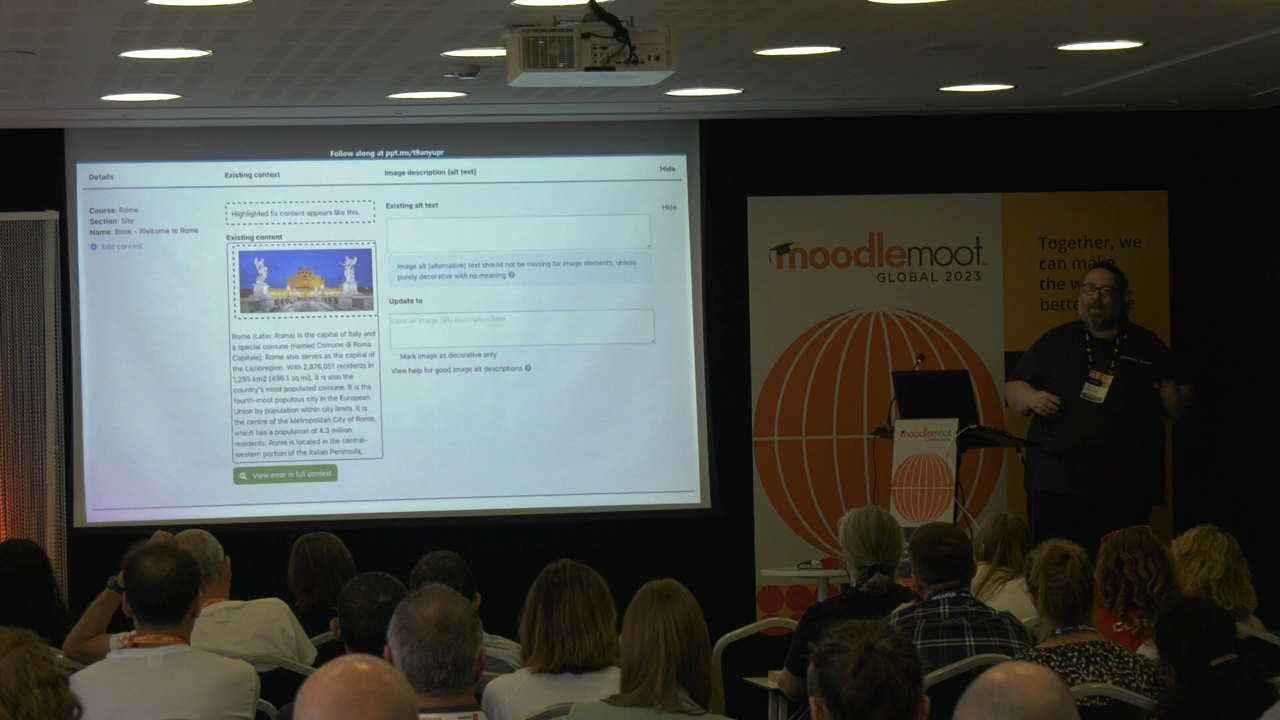 Follow along at ppt.ms/t9anyupr
Details
Existing context
Image description (alt text)
Hide
Course: Rome
Section: Site
Name: Book - Welcome to Rome
Edit content
Highlighted fix content appears like this.
Existing content
Rome (Latin: Roma) is the capital of Italy and
a special comune (named Comune di Roma
Capitale). Rome also serves as the capital of
the Lazioregion. With 2,876,051 residents in
1,285 km2 (496.1 sq mi), it is also the
country's most populated comune. It is the
fourth-most populous city in the European
Union by population within city limits. It is
the centre of the Metropolitan City of Rome,
which has a population of 4.3 million
residents. Rome is located in the central-
western portion of the Italian Peninsula,
View error in full context
Existing alt text
Hide
Image alt (alternative) text should not be missing for image elements, unless
purely decorative with no meaning
Update to
Input an image (alt) description here
Mark image as decorative only
View help for good image alt descriptions
moodlemoot
GLOBAL 2023
Together, we
can make
the w
bette e
moodlemoot